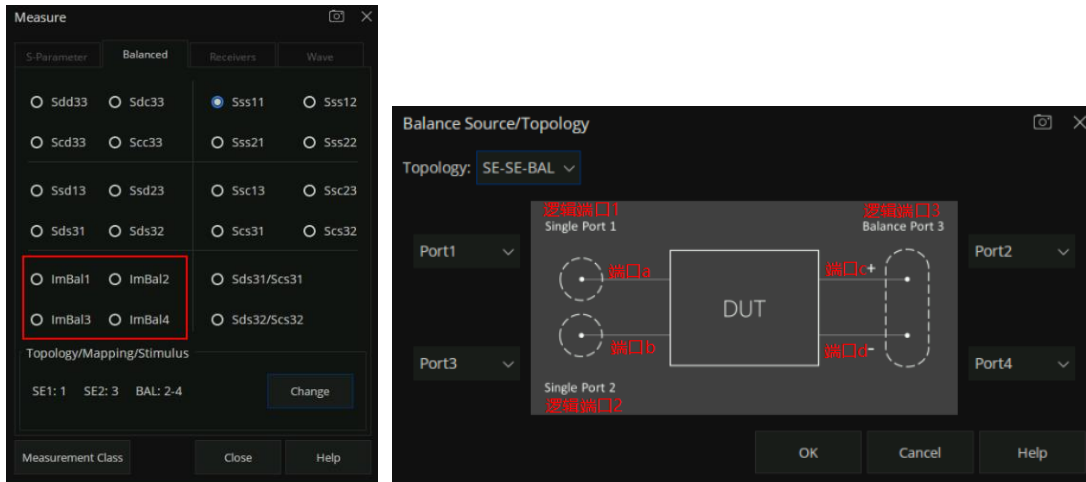 Measure
S-Parameter Balanced Receivers Wave
Sdd33 Sdc33 Sss11 Sss12
Scd33 Scc33 Sss21 Sss22
Ssd13 Ssd23 Ssc13 Ssc23
Sds31 Sds32 Scs31 Scs32
ImBal1 ImBal2 Sds31/Scs31
ImBal3 ImBal4 Sds32/Scs32
Topology/Mapping/Stimulus
SE1: 1 SE2: 3 BAL: 2-4 Change
Measurement Class Close Help
Balance Source/Topology
Topology: SE-SE-BAL
逻辑端口1 逻辑端口3
Single Port 1 Balance Port 3
Port1 Port2
端口a 端口c+
DUT
端口b 端口d-
Port3 Port4
Single Port 2
逻辑端口2
OK Cancel Help